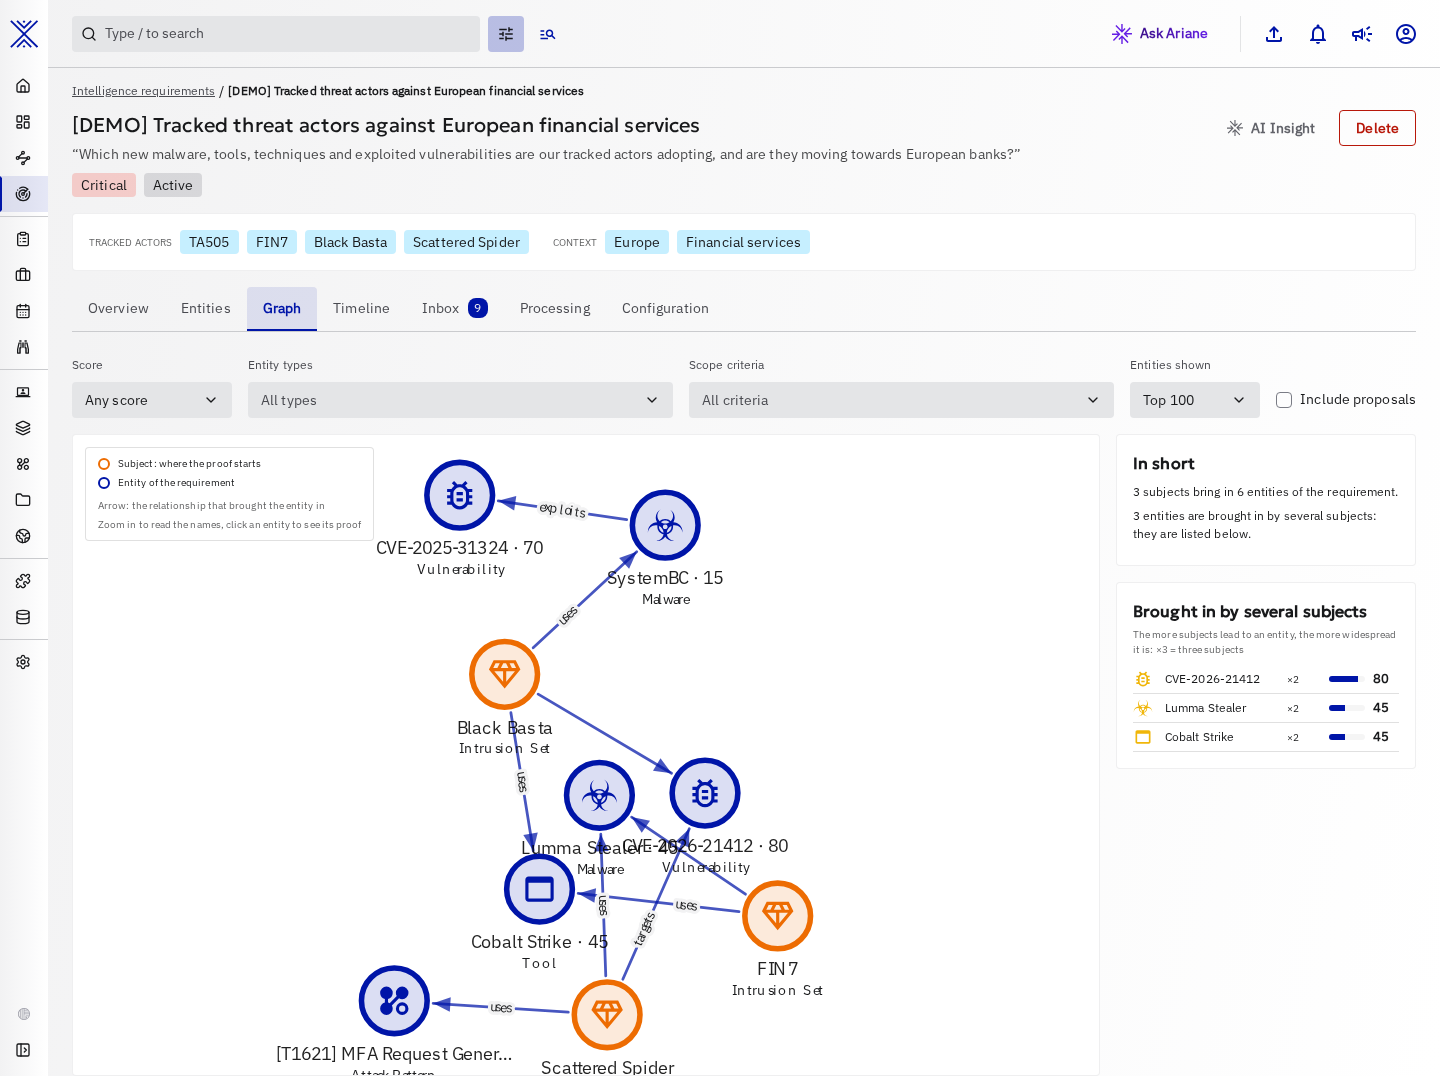 Type / to search
Ask Ariane
Intelligence requirements / [DEMO] Tracked threat actors against European financial services
[DEMO] Tracked threat actors against European financial services
“Which new malware, tools, techniques and exploited vulnerabilities are our tracked actors adopting, and are they moving towards European banks?”
AI Insight
Delete
Critical
Active
TRACKED ACTORS TA505 FIN7 Black Basta Scattered Spider CONTEXT Europe Financial services
Overview Entities Graph Timeline Inbox 9 Processing Configuration
Score
Any score
Entity types
All types
Scope criteria
All criteria
Entities shown
Top 100
Include proposals
Subject: where the proof starts
Entity of the requirement
Arrow: the relationship that brought the entity in
Zoom in to read the names, click an entity to see its proof
CVE-2025-31324 · 70
Vulnerability
exploits
SystemBC · 15
Malware
uses
Black Basta
Intrusion Set
uses
Lumma Stealer · 45
Malware
CVE-2026-21412 · 80
Vulnerability
uses
targets
uses
Cobalt Strike · 45
Tool
FIN7
Intrusion Set
uses
[T1621] MFA Request Gener...
Attack Pattern
Scattered Spider
In short
3 subjects bring in 6 entities of the requirement.
3 entities are brought in by several subjects:
they are listed below.
Brought in by several subjects
The more subjects lead to an entity, the more widespread
it is: ×3 = three subjects
CVE-2026-21412 ×2 80
Lumma Stealer ×2 45
Cobalt Strike ×2 45